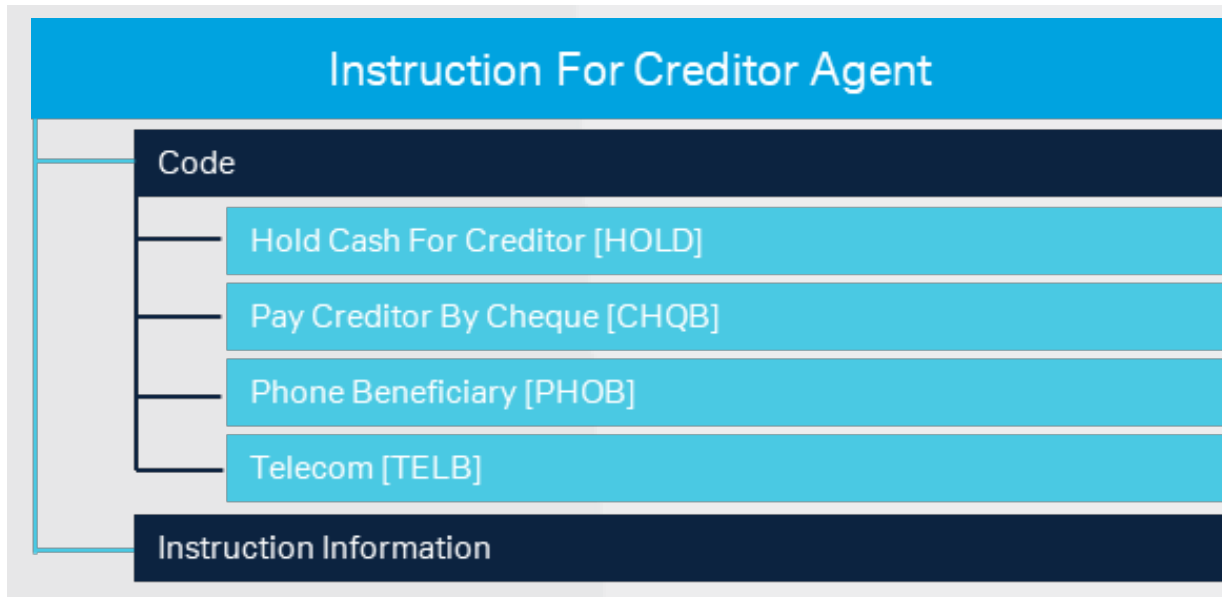 Instruction For Creditor Agent
Code
Hold Cash For Creditor [HOLD]
Pay Creditor By Cheque [CHQB]
Phone Beneficiary [PHOB]
Telecom [TELB]
Instruction Information